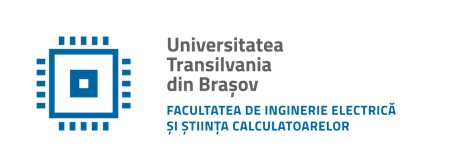 Universitatea
Transilvania
din Brașov
FACULTATEA DE INGINERIE ELECTRICĂ
ȘI ȘTIINȚA CALCULATOARELOR